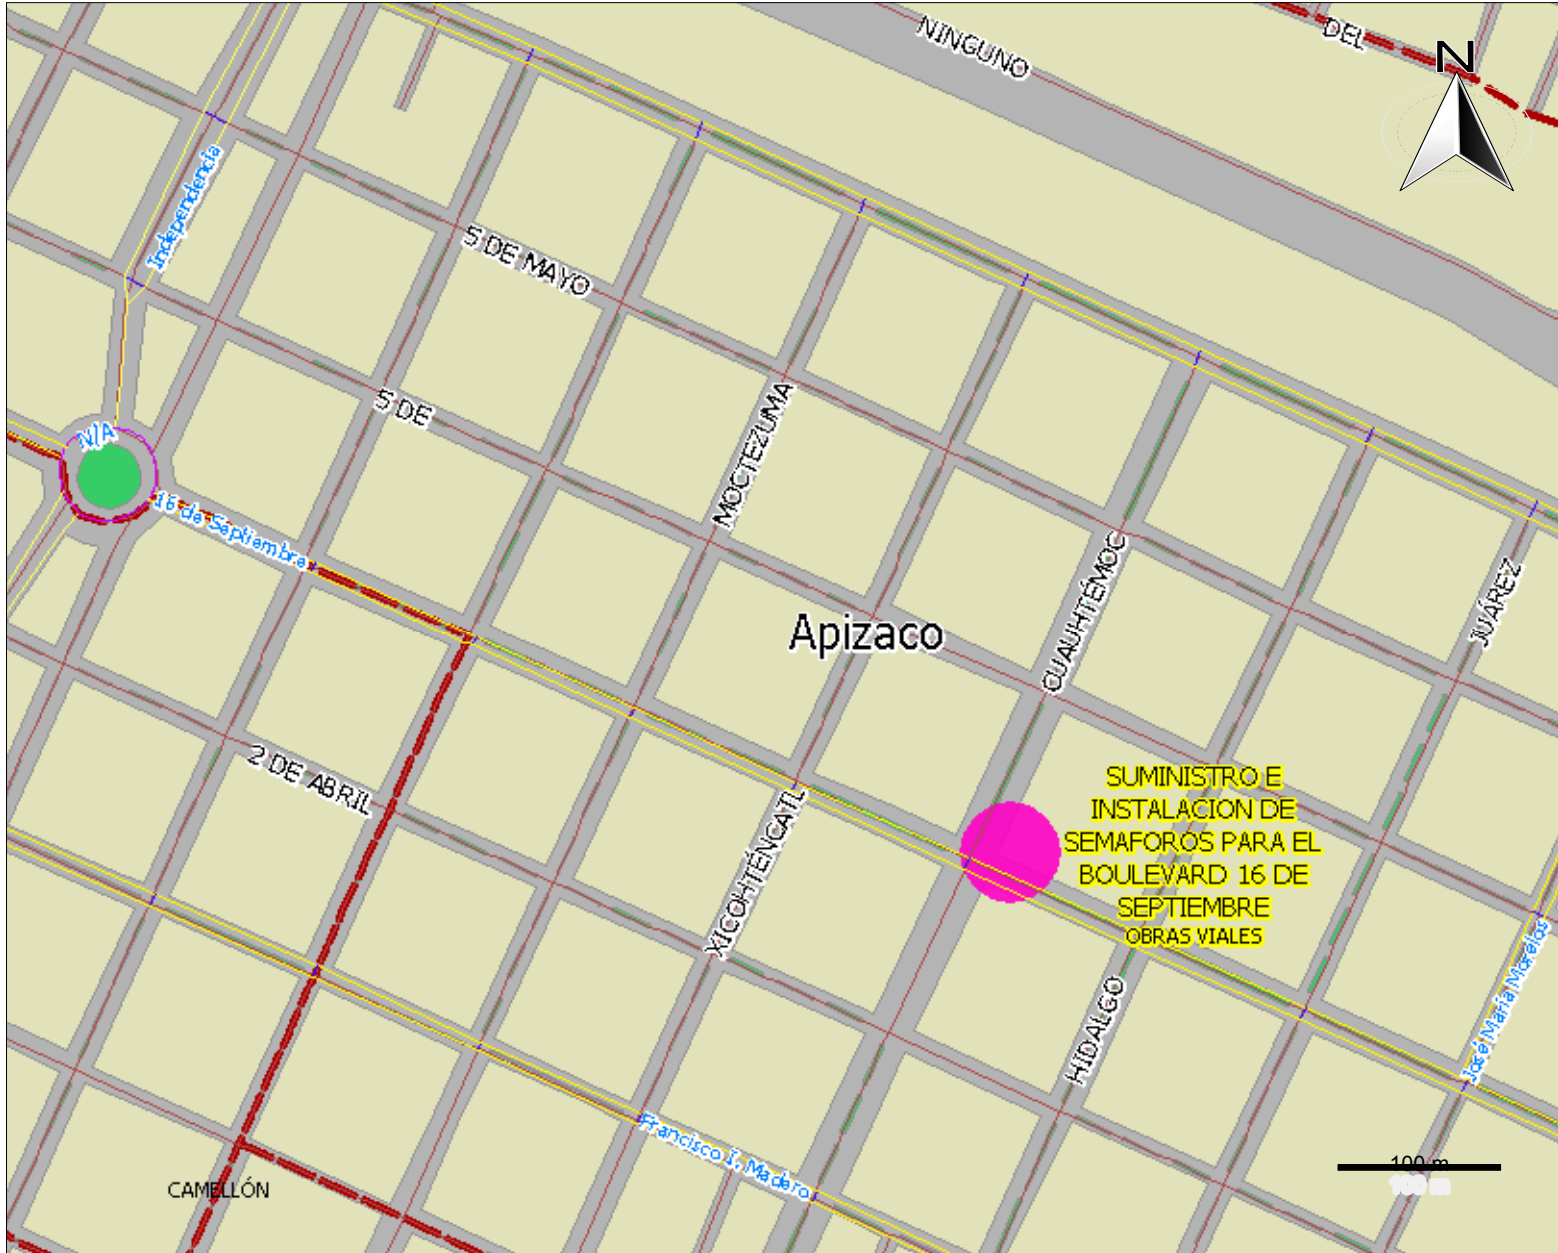 NINGUNO
DEL
N
Independencia
5 DE MAYO
5 DE
MOCTEZUMA
N/A
16 de Septiembre
CUAUHTÉMOC
JUÁREZ
Apizaco
2 DE ABRIL
XICOHTÉNCATL
SUMINISTRO E
INSTALACION DE
SEMAFOROS PARA EL
BOULEVARD 16 DE
SEPTIEMBRE
OBRAS VIALES
HIDALGO
José María Morelos
Francisco I. Madero
CAMELLÓN
100 m
100 m